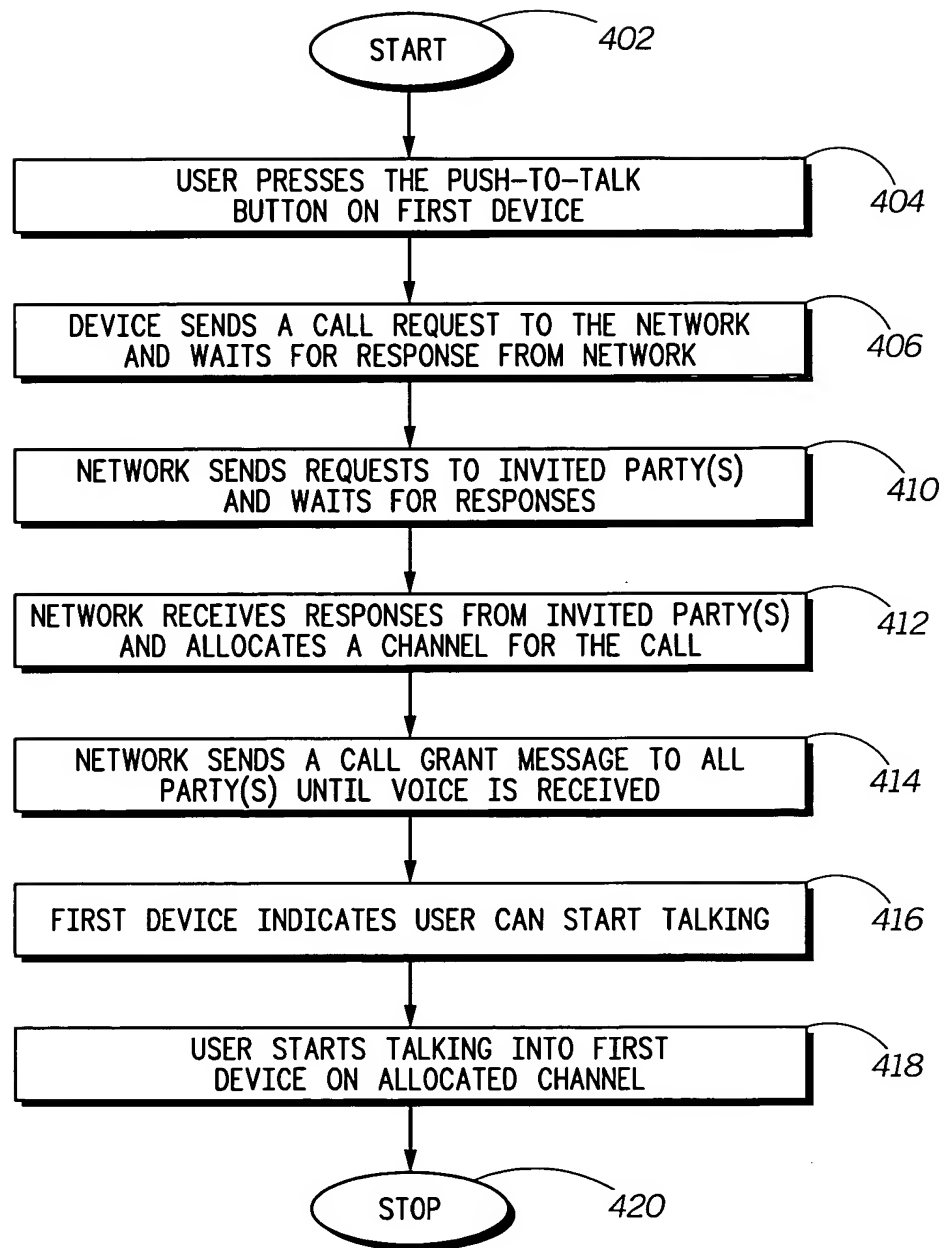 START
402
USER PRESSES THE PUSH-TO-TALK
BUTTON ON FIRST DEVICE
404
DEVICE SENDS A CALL REQUEST TO THE NETWORK
AND WAITS FOR RESPONSE FROM NETWORK
406
NETWORK SENDS REQUESTS TO INVITED PARTY(S)
AND WAITS FOR RESPONSES
410
NETWORK RECEIVES RESPONSES FROM INVITED PARTY(S)
AND ALLOCATES A CHANNEL FOR THE CALL
412
NETWORK SENDS A CALL GRANT MESSAGE TO ALL
PARTY(S) UNTIL VOICE IS RECEIVED
414
FIRST DEVICE INDICATES USER CAN START TALKING
416
USER STARTS TALKING INTO FIRST
DEVICE ON ALLOCATED CHANNEL
418
STOP
420